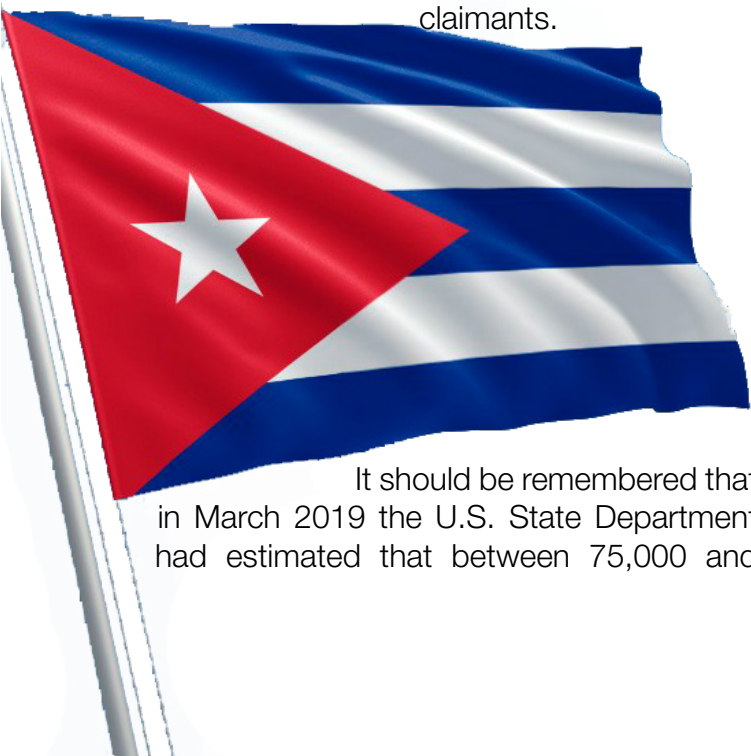 claimants.
It should be remembered that
in March 2019 the U.S. State Department
had estimated that between 75,000 and